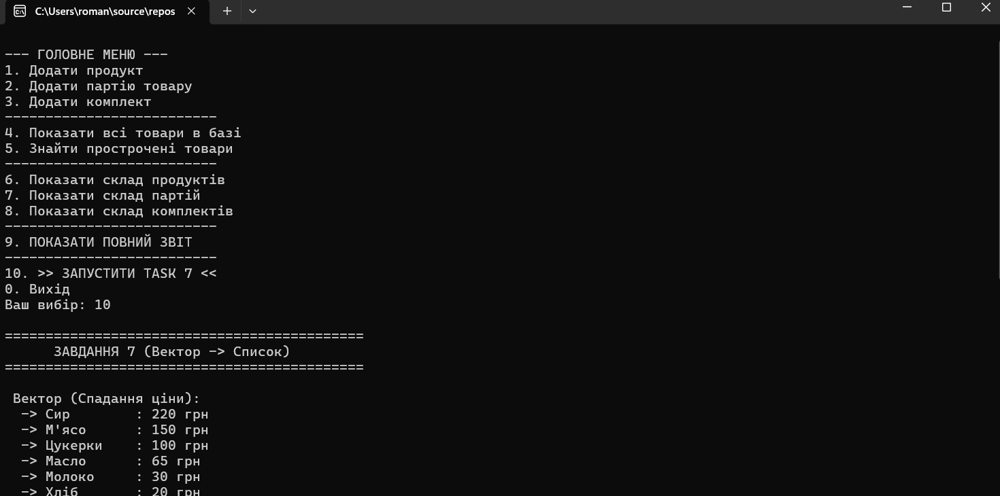 C:\Users\roman\source\repos
--- ГОЛОВНЕ МЕНЮ ---
1. Додати продукт
2. Додати партію товару
3. Додати комплект
--------------------------
4. Показати всі товари в базі
5. Знайти прострочені товари
--------------------------
6. Показати склад продуктів
7. Показати склад партій
8. Показати склад комплектів
--------------------------
9. ПОКАЗАТИ ПОВНИЙ ЗВІТ
--------------------------
10. >> ЗАПУСТИТИ TASK 7 <<
0. Вихід
Ваш вибір: 10
============================================
ЗАВДАННЯ 7 (Вектор -> Список)
============================================
Вектор (Спадання ціни):
-> Сир : 220 грн
-> М'ясо : 150 грн
-> Цукерки : 100 грн
-> Масло : 65 грн
-> Молоко : 30 грн
-> Хліб : 20 грн